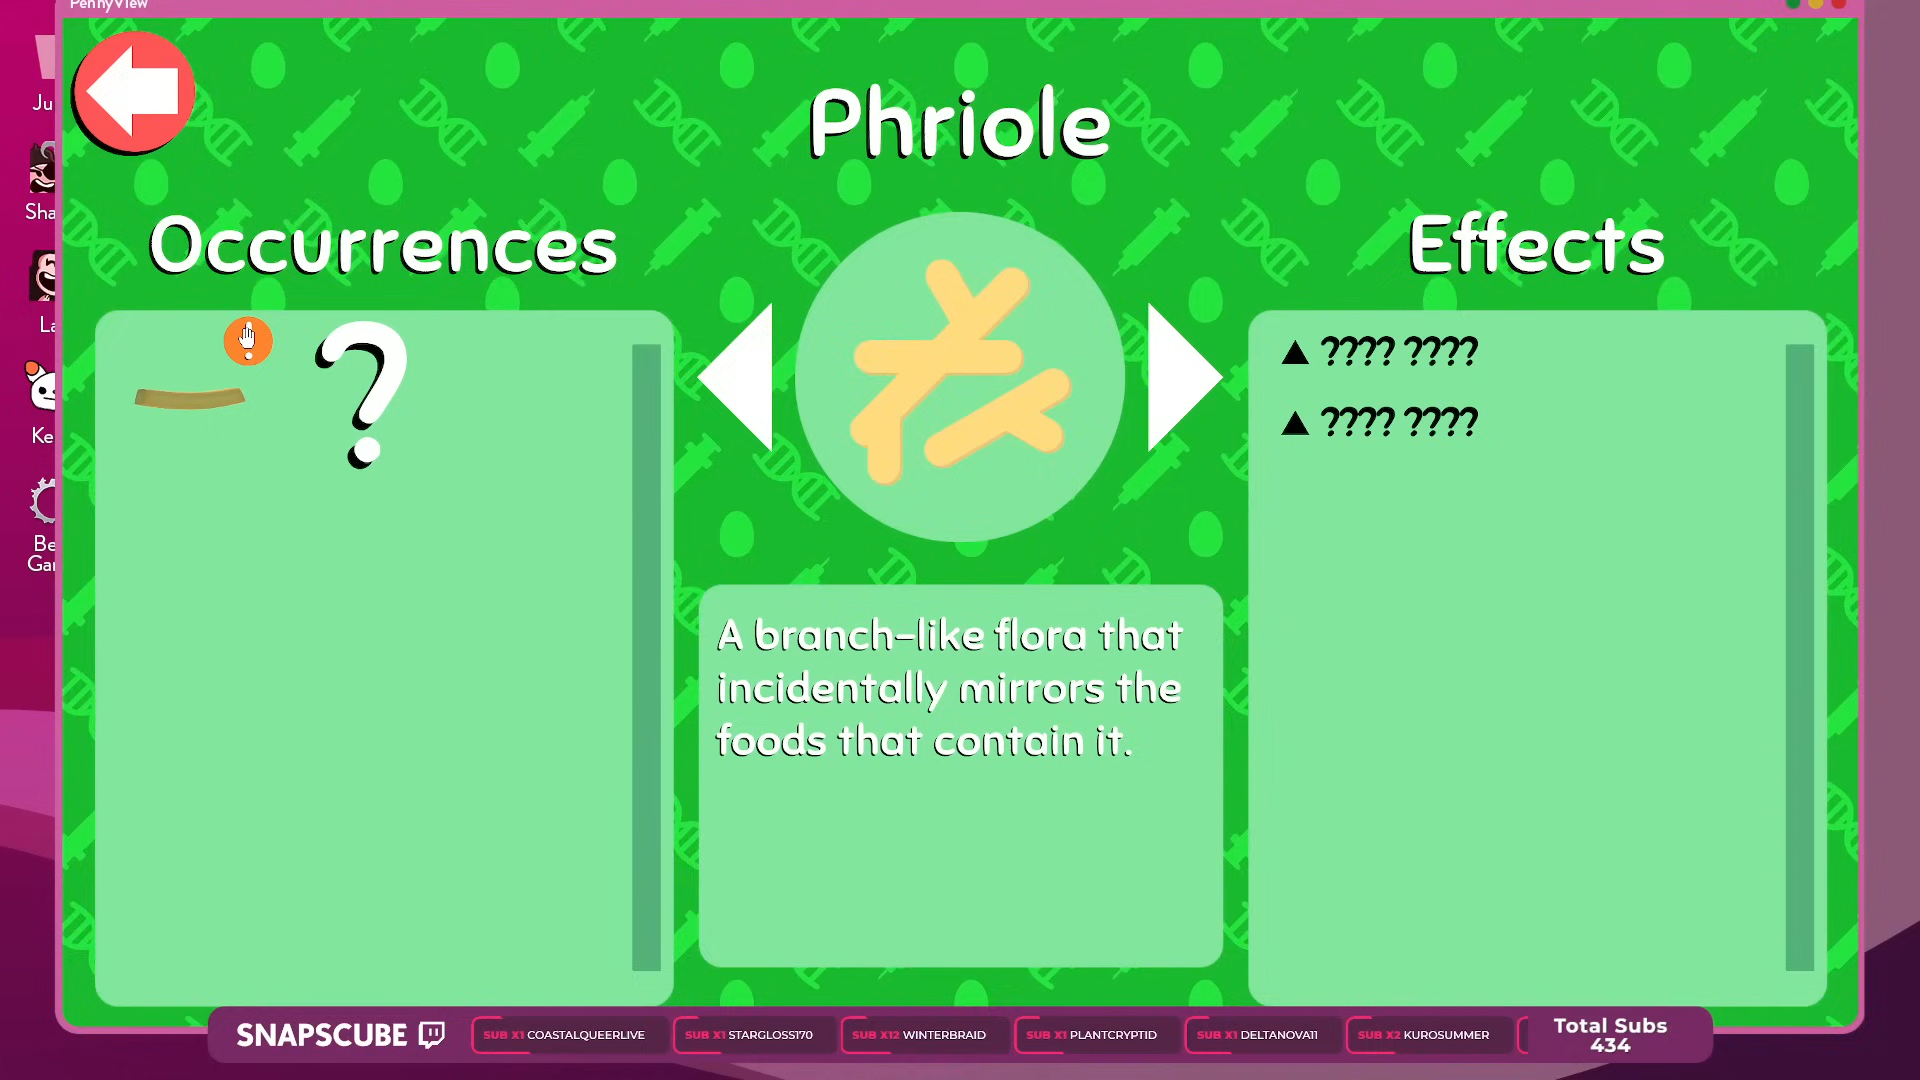 PennyView
Phriole
Occurrences
Effects
?
▲ ???? ????
▲ ???? ????
A branch-like flora that
incidentally mirrors the
foods that contain it.
Ju
Sha
La
Ke
Be
Gar
SNAPSCUBE
SUB X1 COASTALQUEERLIVE
SUB X1 STARGLOSS170
SUB X12 WINTERBRAID
SUB X1 PLANTCRYPTID
SUB X1 DELTANOVA11
SUB X2 KUROSUMMER
Total Subs
434